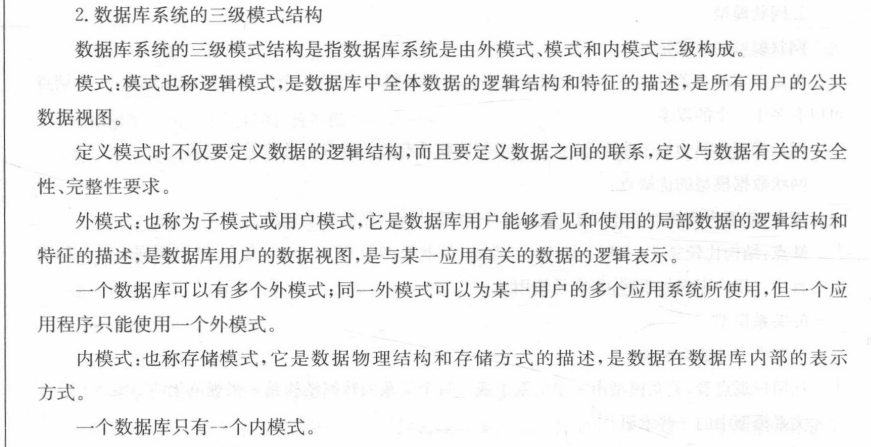 2.数据库系统的三级模式结构
数据库系统的三级模式结构是指数据库系统是由外模式、模式和内模式三级构成。
模式:模式也称逻辑模式,是数据库中全体数据的逻辑结构和特征的描述,是所有用户的公共
数据视图。
定义模式时不仅要定义数据的逻辑结构,而且要定义数据之间的联系,定义与数据有关的安全
性、完整性要求。
外模式:也称为子模式或用户模式,它是数据库用户能够看见和使用的局部数据的逻辑结构和
特征的描述,是数据库用户的数据视图,是与某一应用有关的数据的逻辑表示。
一个数据库可以有多个外模式;同一外模式可以为某一用户的多个应用系统所使用,但一个应
用程序只能使用一个外模式。
内模式:也称存储模式,它是数据物理结构和存储方式的描述,是数据在数据库内部的表示
方式。
一个数据库只有一个内模式。